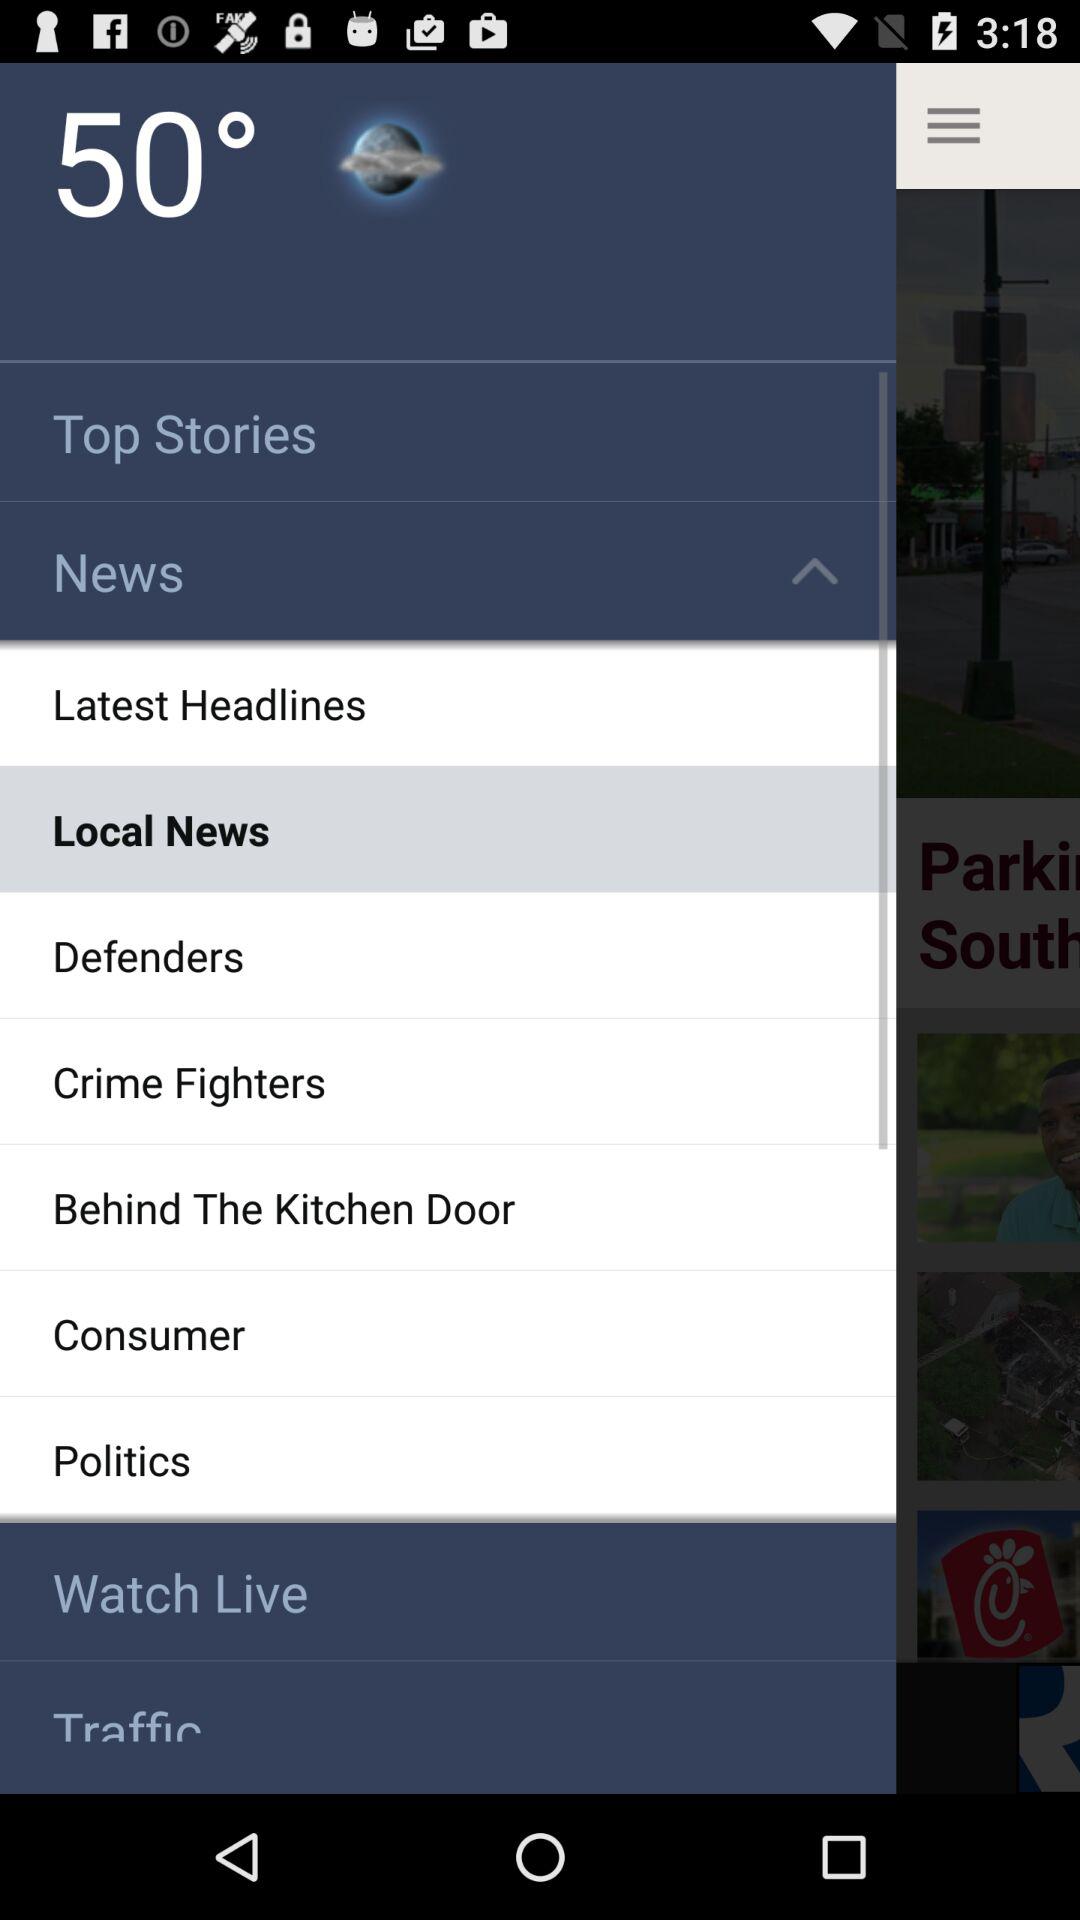 FAKE
3:18
50°
Top Stories
News
Latest Headlines
Local News
Defenders
Crime Fighters
Behind The Kitchen Door
Consumer
Politics
Watch Live
Traffic
South